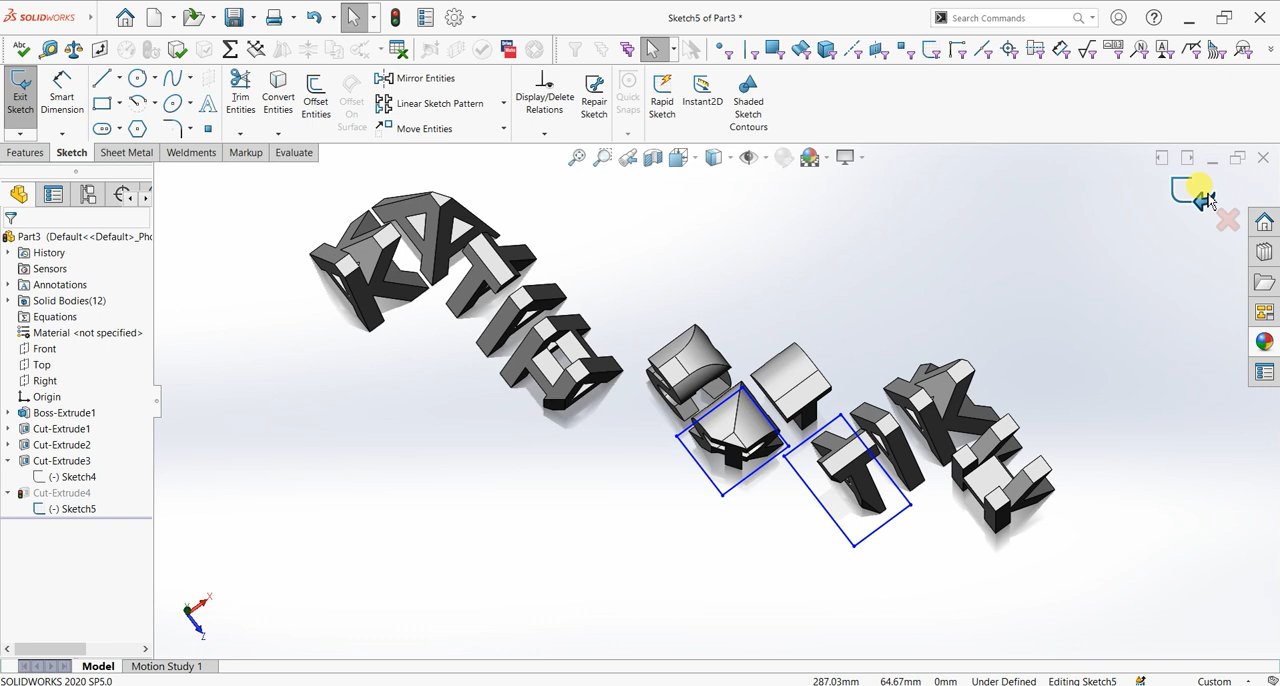 SOLIDWORKS
Sketch5 of Part3 *
Search Commands
Exit Sketch
Smart Dimension
Trim Entities
Convert Entities
Offset Entities
Offset On Surface
Mirror Entities
Linear Sketch Pattern
Move Entities
Display/Delete Relations
Repair Sketch
Quick Snaps
Rapid Sketch
Instant2D
Shaded Sketch Contours
Features
Sketch
Sheet Metal
Weldments
Markup
Evaluate
Part3 (Default<<Default>_Pho
History
Sensors
Annotations
Solid Bodies(12)
Equations
Material <not specified>
Front
Top
Right
Origin
Boss-Extrude1
Cut-Extrude1
Cut-Extrude2
Cut-Extrude3
(-) Sketch4
Cut-Extrude4
(-) Sketch5
X
Z
Model
Motion Study 1
SOLIDWORKS 2020 SP5.0
287.03mm
64.67mm
0mm
Under Defined
Editing Sketch5
Custom